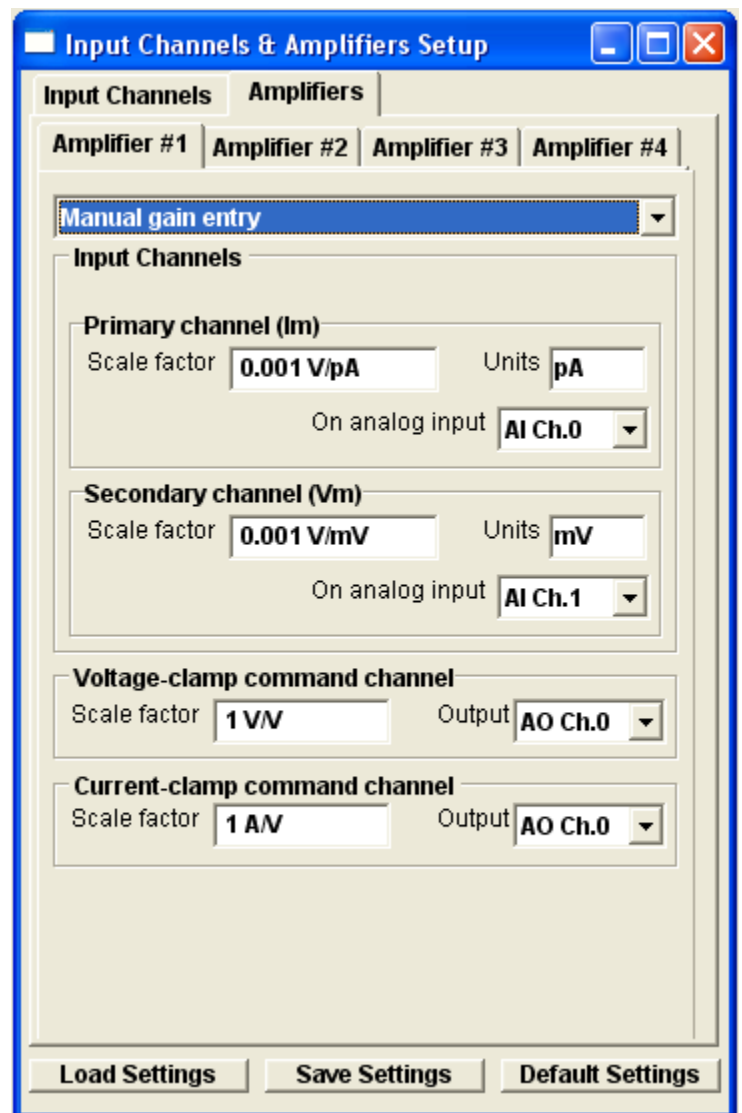 Input Channels & Amplifiers Setup
Input Channels Amplifiers
Amplifier #1 Amplifier #2 Amplifier #3 Amplifier #4
Manual gain entry
Input Channels
Primary channel (Im)
Scale factor 0.001 V/pA Units pA
On analog input AI Ch.0
Secondary channel (Vm)
Scale factor 0.001 V/mV Units mV
On analog input AI Ch.1
Voltage-clamp command channel
Scale factor 1 V/V Output AO Ch.0
Current-clamp command channel
Scale factor 1 A/V Output AO Ch.0
Load Settings Save Settings Default Settings